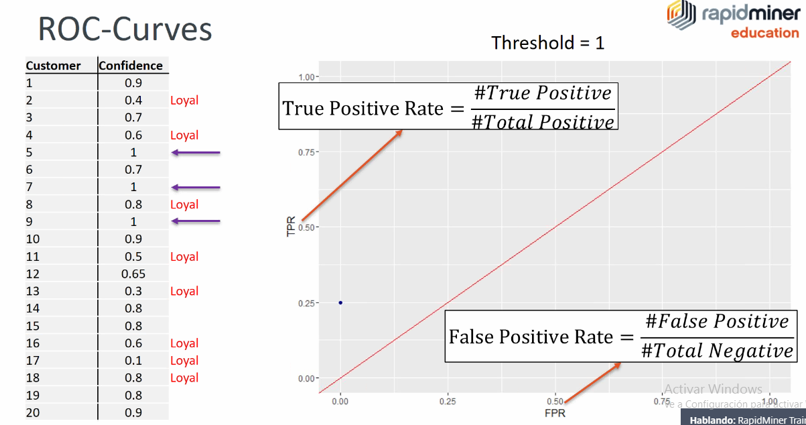 ROC-Curves
rapidminer
education
Customer Confidence
1 0.9
2 0.4 Loyal
3 0.7
4 0.6 Loyal
5 1
6 0.7
7 1
8 0.8 Loyal
9 1
10 0.9
11 0.5 Loyal
12 0.65
13 0.3 Loyal
14 0.8
15 0.8
16 0.6 Loyal
17 0.1 Loyal
18 0.8 Loyal
19 0.8
20 0.9
Threshold = 1
1.00
True Positive Rate = #True Positive / #Total Positive
0.75
TPR
0.50
0.25
False Positive Rate = #False Positive / #Total Negative
0.00
0.00 0.25 0.50 0.75 1.00
FPR
Activar Windows
a Configuración para activar
Hablando: RapidMiner Trai